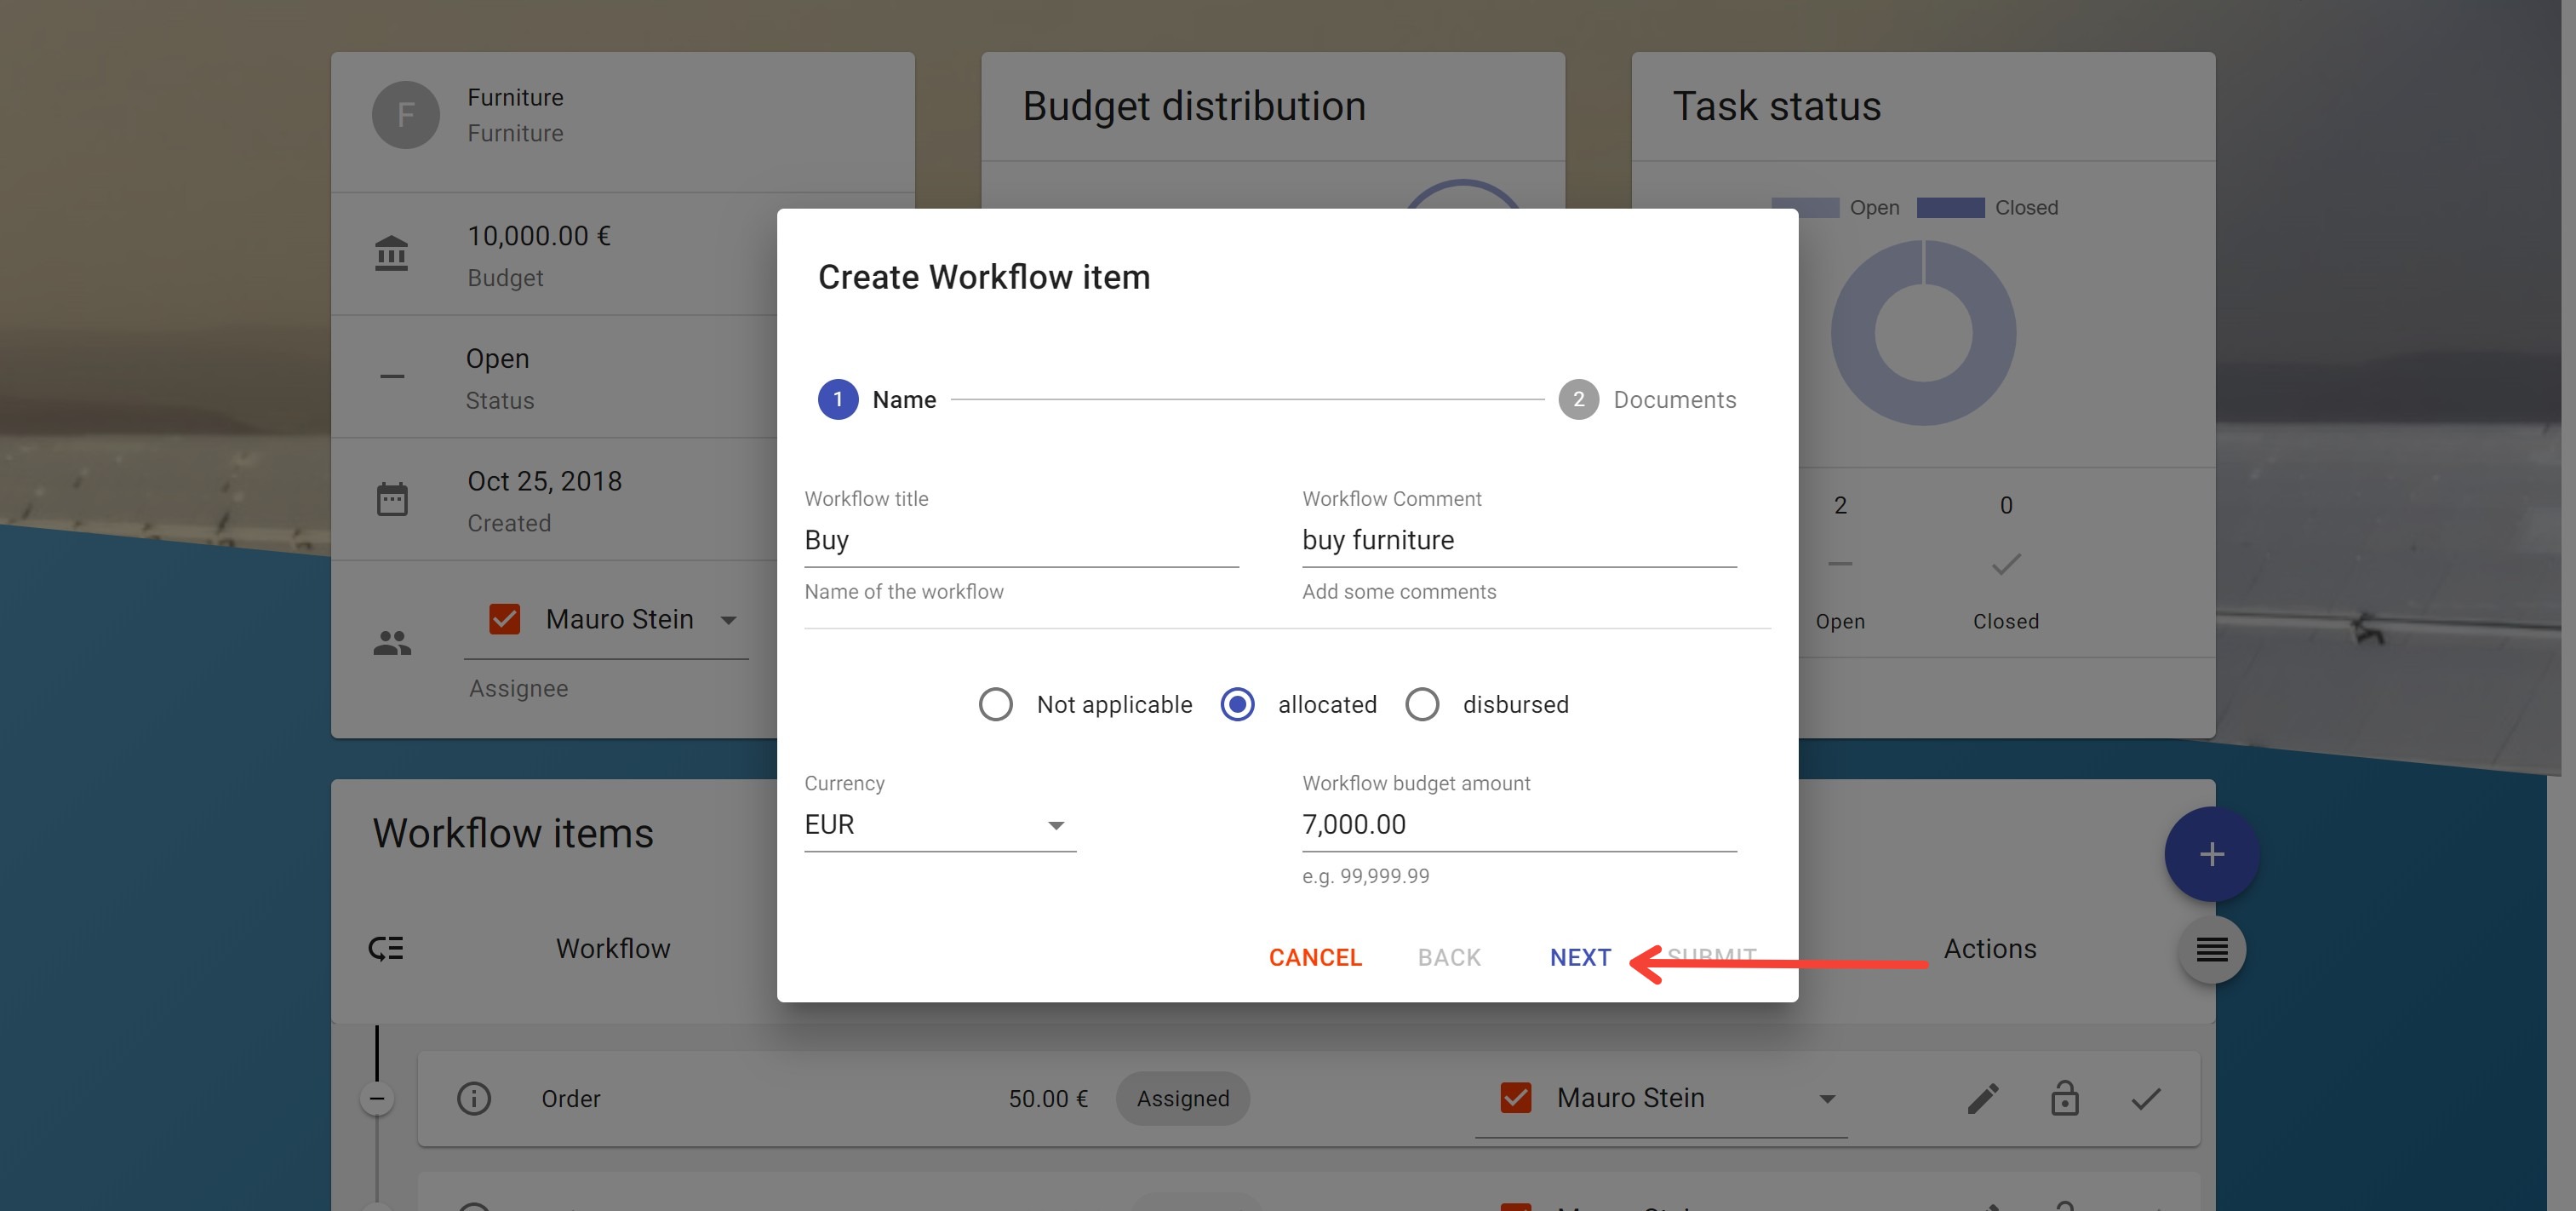 F
Furniture
Furniture
10,000.00 €
Budget
Open
Status
Oct 25, 2018
Created
Mauro Stein
Assignee
Budget distribution
Task status
Open Closed
2 0
Open Closed
Create Workflow item
1 Name 2 Documents
Workflow title Workflow Comment
Buy buy furniture
Name of the workflow Add some comments
Not applicable allocated disbursed
Currency Workflow budget amount
EUR 7,000.00
e.g. 99,999.99
CANCEL BACK NEXT SUBMIT
Workflow items
Workflow Actions
Order 50.00 € Assigned Mauro Stein